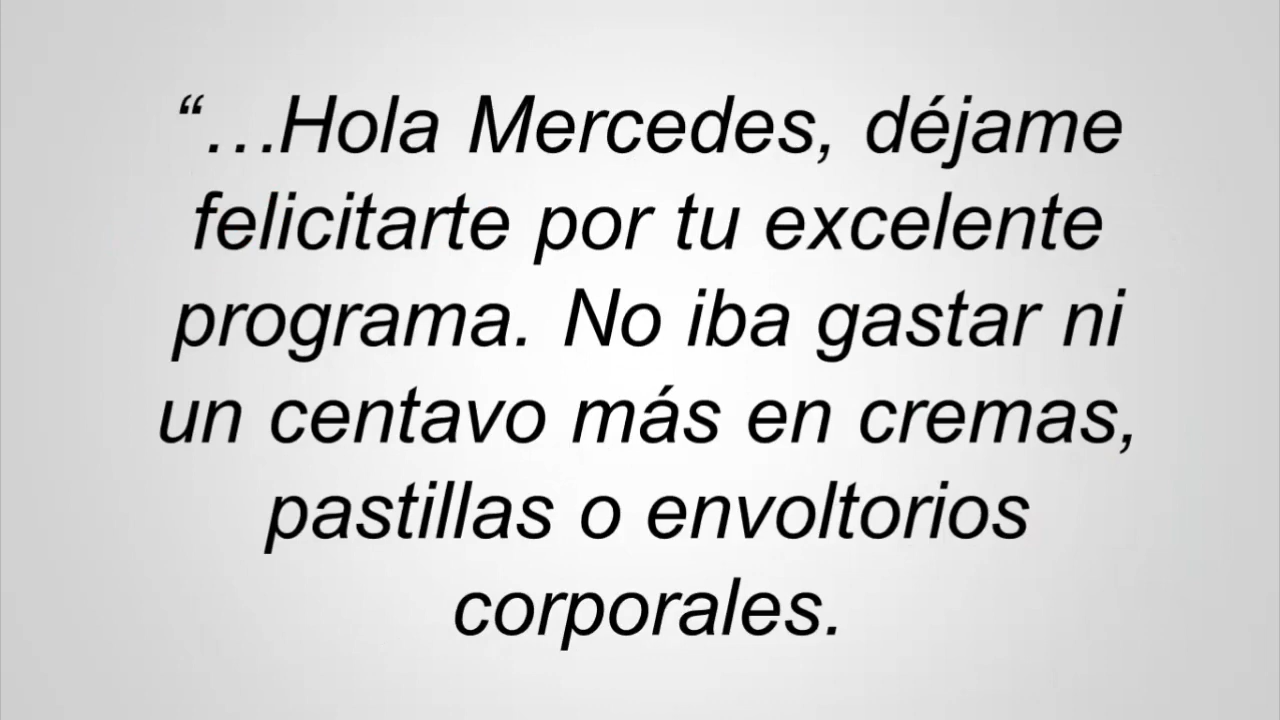 “…Hola Mercedes, déjame
felicitarte por tu excelente
programa. No iba gastar ni
un centavo más en cremas,
pastillas o envoltorios
corporales.